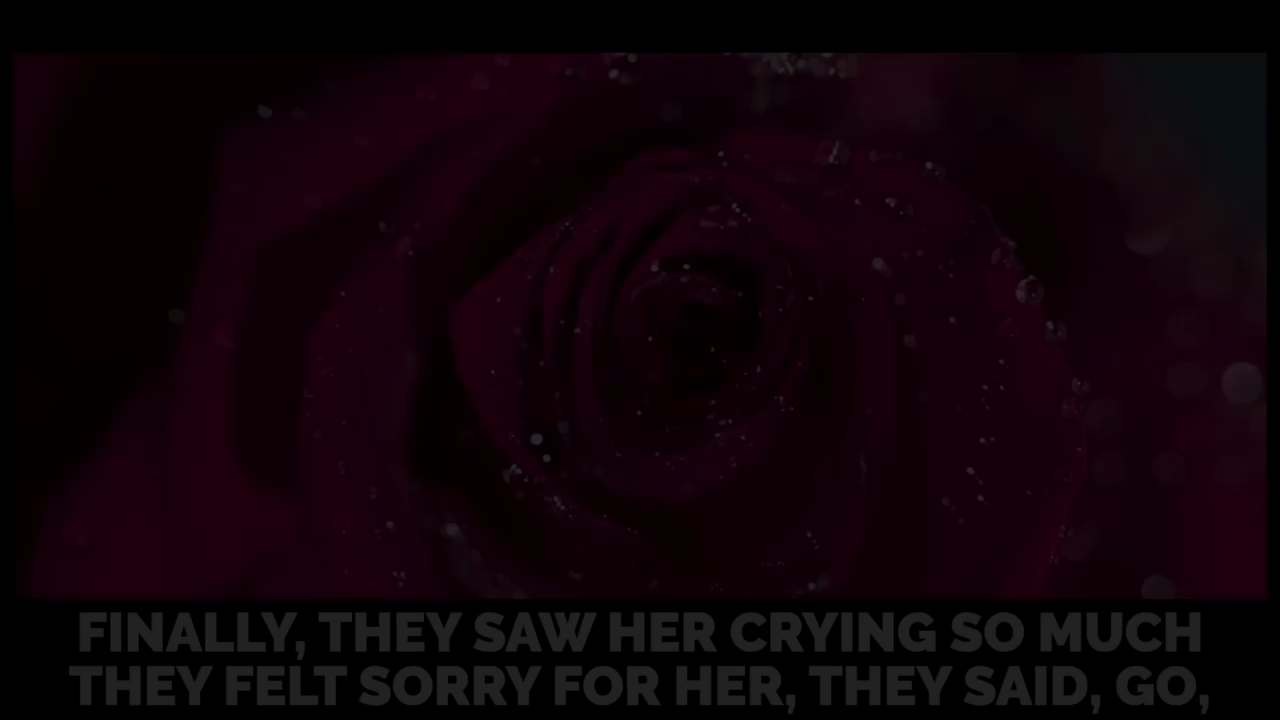 FINALLY, THEY SAW HER CRYING SO MUCH
THEY FELT SORRY FOR HER, THEY SAID, GO,